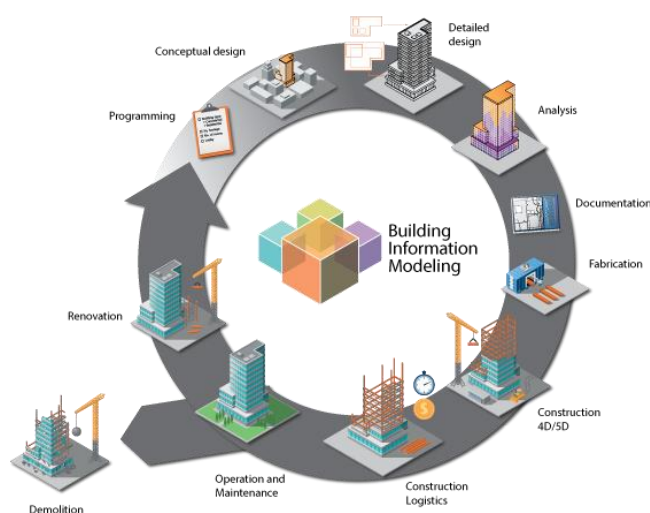 Detailed
design
Conceptual design
Programming
Analysis
Documentation
Building
Information
Modeling
Fabrication
Renovation
Construction
4D/5D
Operation and
Maintenance
Construction
Logistics
Demolition